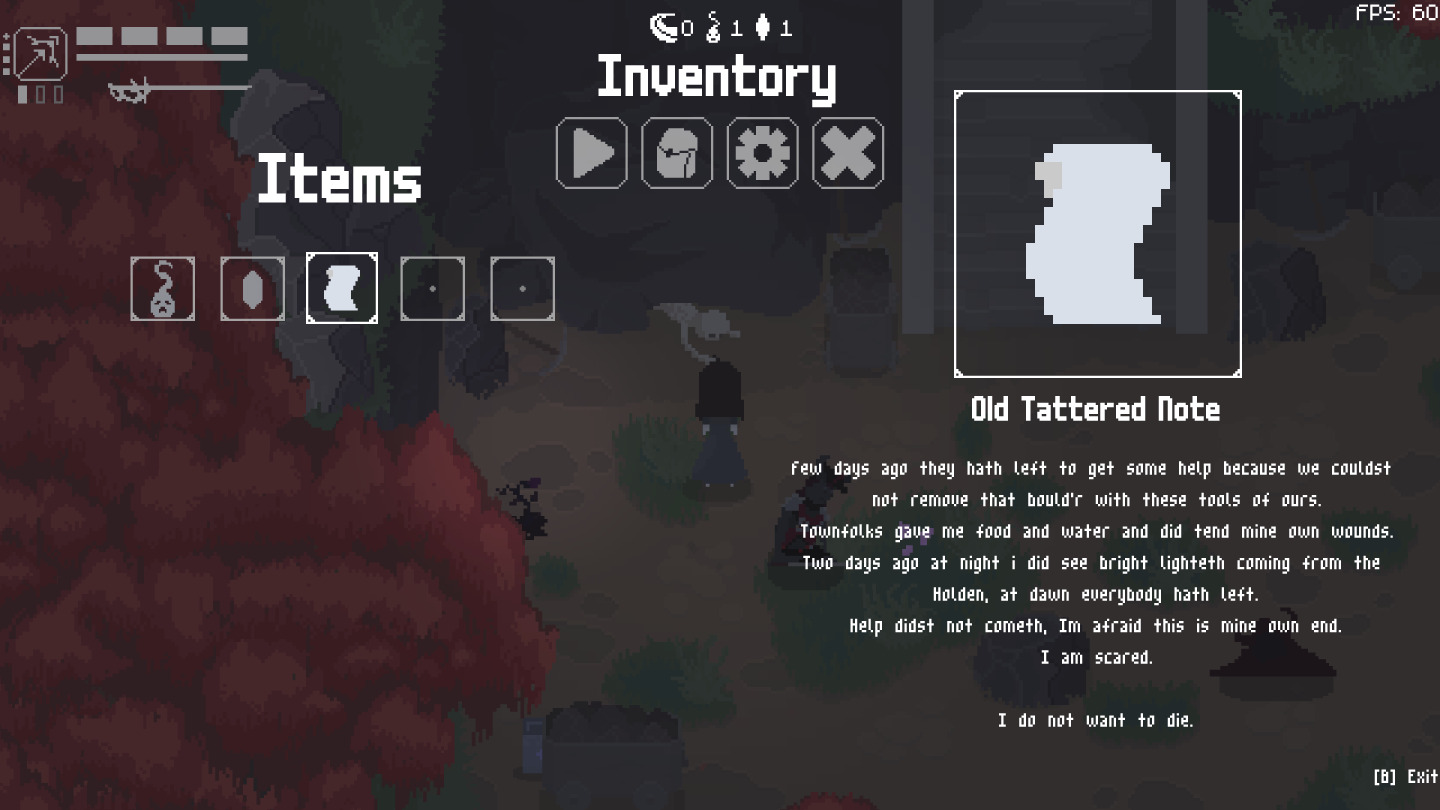 FPS: 60
0 1 1
Inventory
Items
Old Tattered Note
Few days ago they hath left to get some help because we couldst
not remove that bould'r with these tools of ours.
Townfolks gave me food and water and did tend mine own wounds.
Two days ago at night i did see bright lighteth coming from the
Holden, at dawn everybody hath left.
Help didst not cometh, Im afraid this is mine own end.
I am scared.
I do not want to die.
[B] Exit